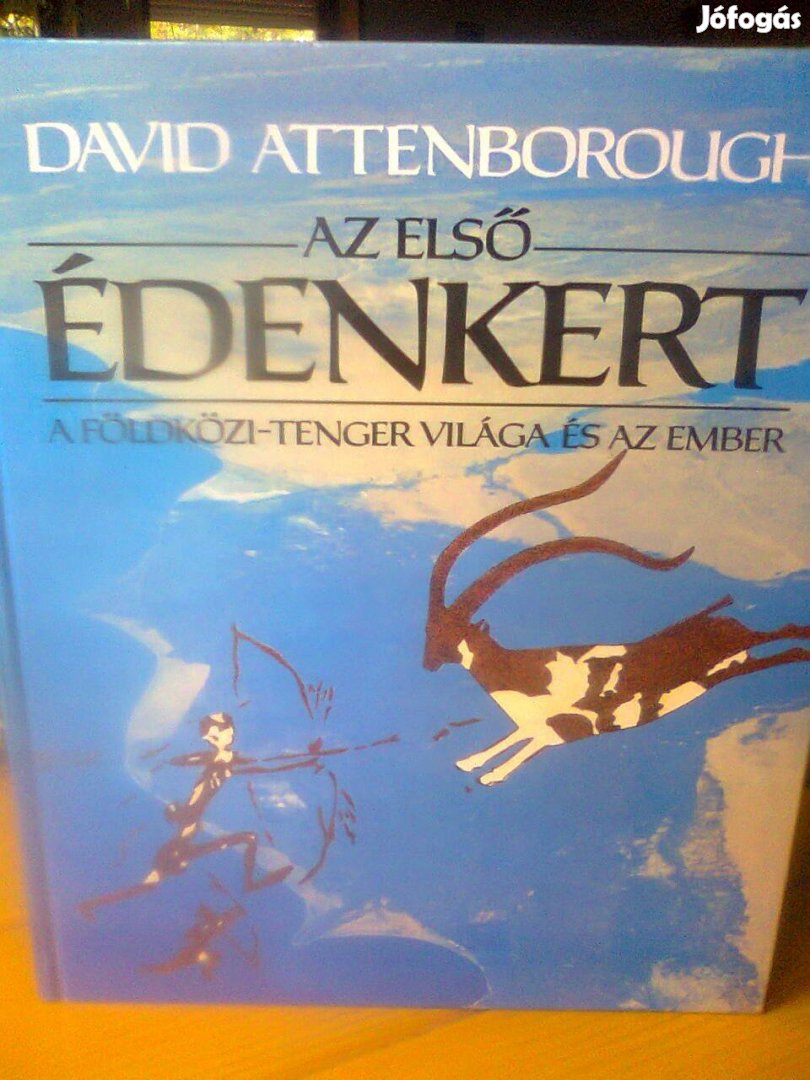 Jófogás
DAVID ATTENBOROUGH
AZ ELSŐ
ÉDENKERT
A FÖLDKÖZI-TENGER VILÁGA ÉS AZ EMBER